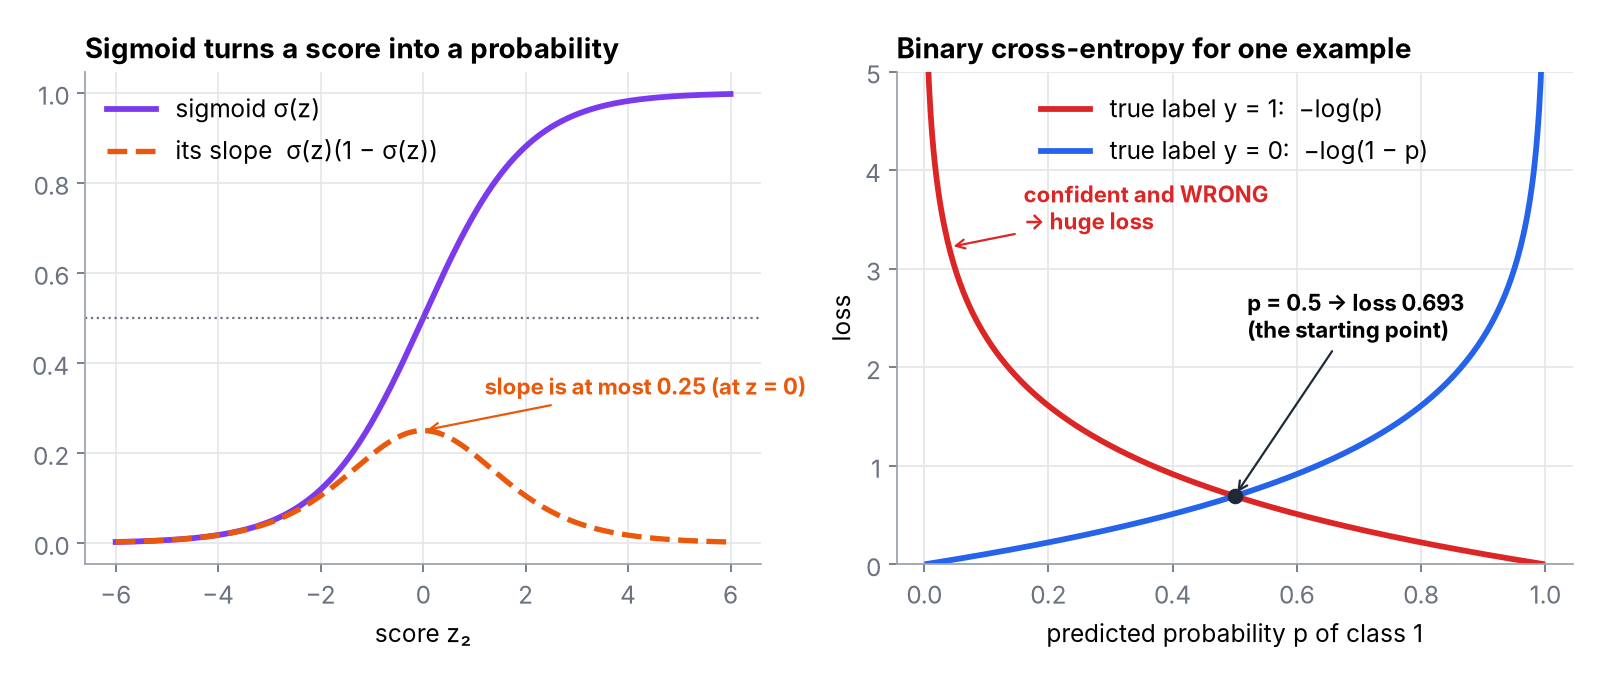 Sigmoid turns a score into a probability
sigmoid σ(z)
its slope  σ(z)(1 − σ(z))
slope is at most 0.25 (at z = 0)
1.0
0.8
0.6
0.4
0.2
0.0
−6
−4
−2
0
2
4
6
score z₂
Binary cross-entropy for one example
true label y = 1:  −log(p)
true label y = 0:  −log(1 − p)
confident and WRONG
→ huge loss
p = 0.5 → loss 0.693
(the starting point)
loss
5
4
3
2
1
0
0.0
0.2
0.4
0.6
0.8
1.0
predicted probability p of class 1